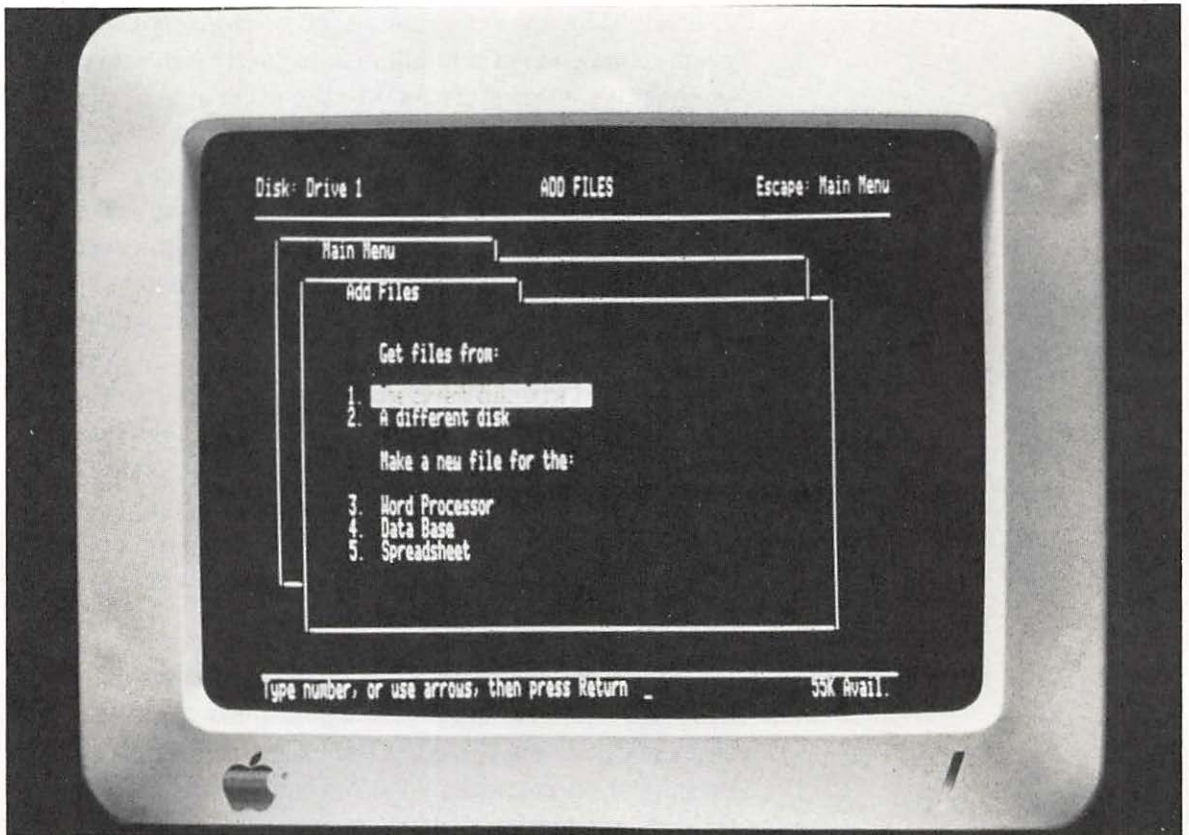 Disk: Drive 1 ADD FILES Escape: Main Menu
Main Menu
Add Files
Get files from:
1.
2. A different disk
Make a new file for the:
3. Word Processor
4. Data Base
5. Spreadsheet
Type number, or use arrows, then press Return _ 55K Avail.